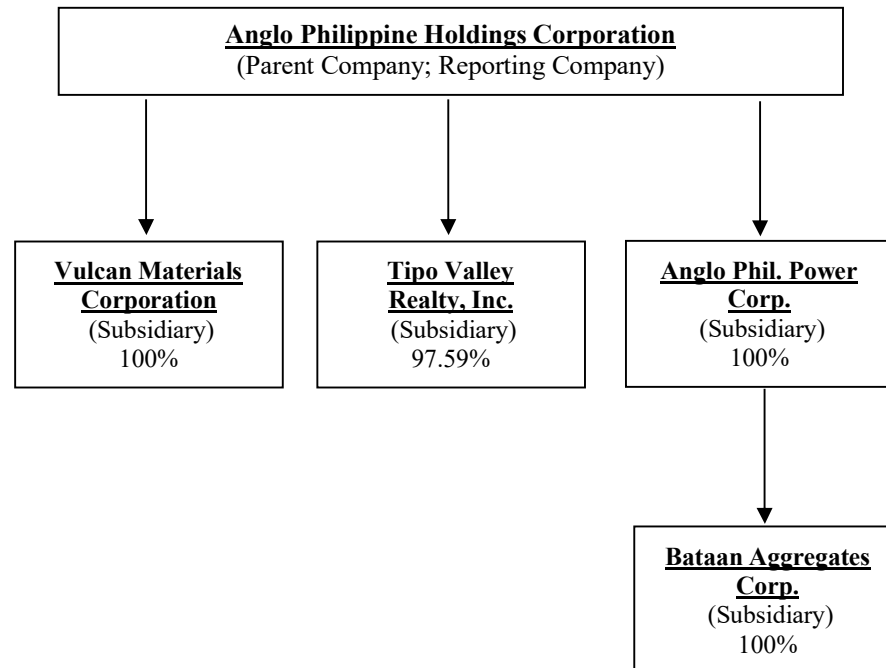 Anglo Philippine Holdings Corporation
(Parent Company; Reporting Company)
Vulcan Materials
Corporation
(Subsidiary)
100%
Tipo Valley
Realty, Inc.
(Subsidiary)
97.59%
Anglo Phil. Power
Corp.
(Subsidiary)
100%
Bataan Aggregates
Corp.
(Subsidiary)
100%